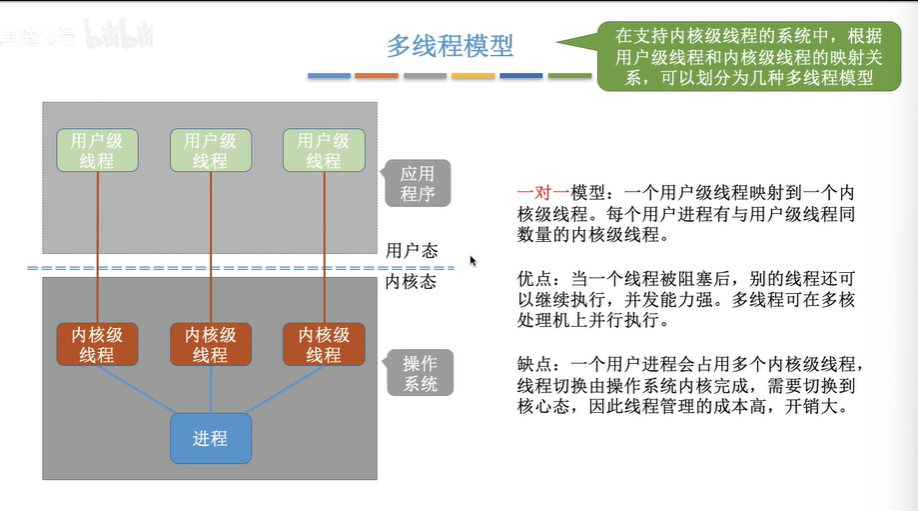 多线程模型
在支持内核级线程的系统中，根据
用户级线程和内核级线程的映射关
系，可以划分为几种多线程模型
用户级
线程
用户级
线程
用户级
线程
应用
程序
用户态
内核态
内核级
线程
内核级
线程
内核级
线程
操作
系统
进程
一对一模型：一个用户级线程映射到一个内
核级线程。每个用户进程有与用户级线程同
数量的内核级线程。
优点：当一个线程被阻塞后，别的线程还可
以继续执行，并发能力强。多线程可在多核
处理机上并行执行。
缺点：一个用户进程会占用多个内核级线程，
线程切换由操作系统内核完成，需要切换到
核心态，因此线程管理的成本高，开销大。